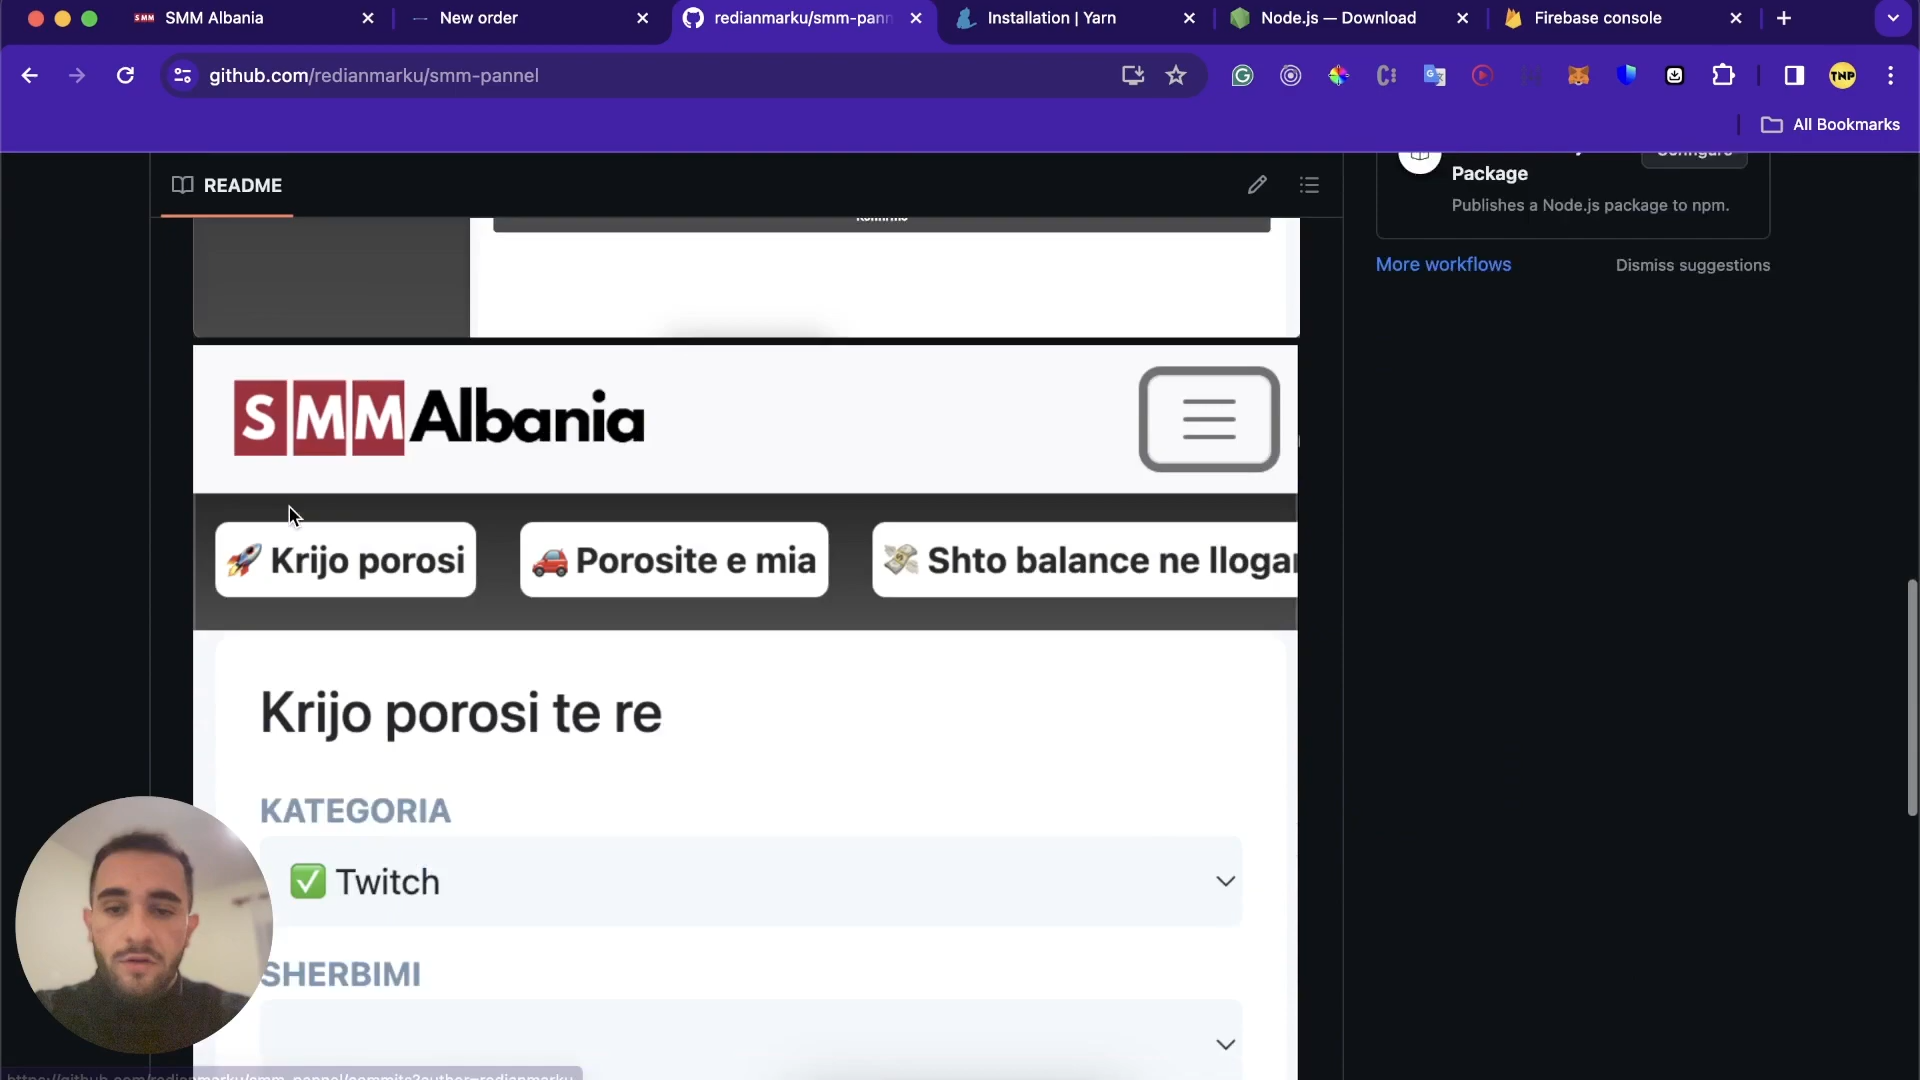 SMM Albania
New order
redianmarku/smm-pann
Installation | Yarn
Node.js — Download
Firebase console
github.com/redianmarku/smm-pannel
TNP
All Bookmarks
README
Package
Publishes a Node.js package to npm.
More workflows
Dismiss suggestions
SMMAlbania
🚀 Krijo porosi
🚗 Porosite e mia
💸 Shto balance ne llogar
Krijo porosi te re
KATEGORIA
✅ Twitch
SHERBIMI